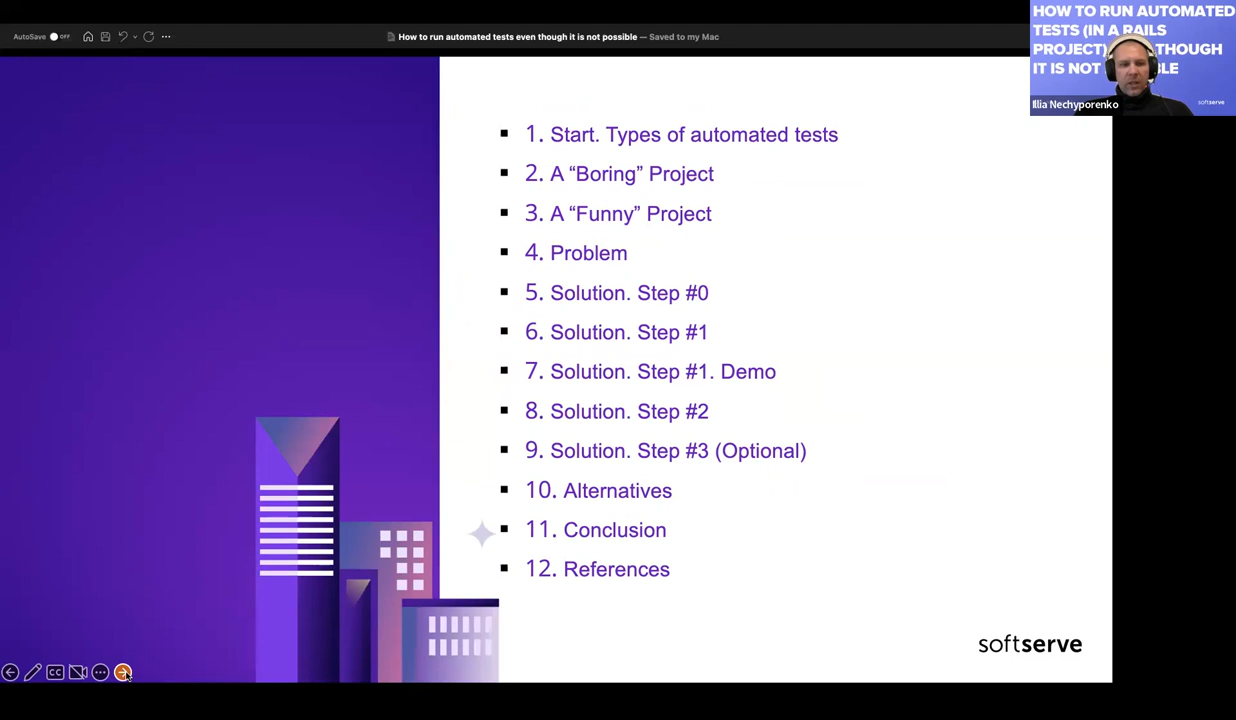 AutoSave OFF
How to run automated tests even though it is not possible — Saved to my Mac
HOW TO RUN AUTOMATED
TESTS (IN A RAILS
PROJECT) THOUGH
IT IS NOT
Illia Nechyporenko
softserve
1. Start. Types of automated tests
2. A “Boring” Project
3. A “Funny” Project
4. Problem
5. Solution. Step #0
6. Solution. Step #1
7. Solution. Step #1. Demo
8. Solution. Step #2
9. Solution. Step #3 (Optional)
10. Alternatives
11. Conclusion
12. References
softserve
CC